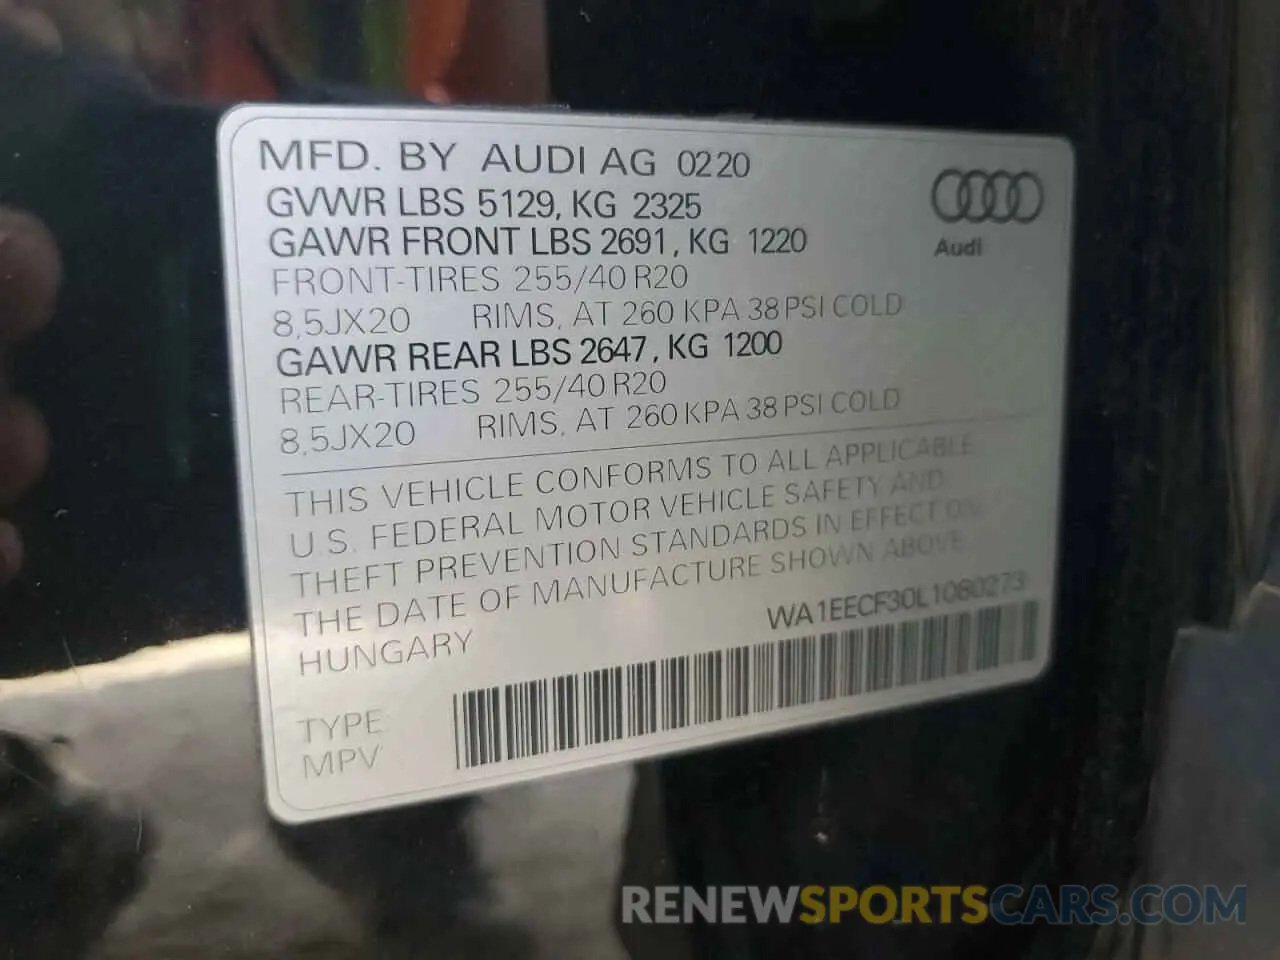 MFD. BY AUDI AG 0220
GVWR LBS 5129, KG 2325
GAWR FRONT LBS 2691, KG 1220
FRONT-TIRES 255/40 R20
8,5JX20 RIMS, AT 260 KPA 38 PSI COLD
GAWR REAR LBS 2647, KG 1200
REAR-TIRES 255/40 R20
8,5JX20 RIMS, AT 260 KPA 38 PSI COLD
Audi
THIS VEHICLE CONFORMS TO ALL APPLICABLE
U.S. FEDERAL MOTOR VEHICLE SAFETY AND
THEFT PREVENTION STANDARDS IN EFFECT ON
THE DATE OF MANUFACTURE SHOWN ABOVE
HUNGARY
WA1EECF30L1080273
TYPE:
MPV
RENEWSPORTSCARS.COM